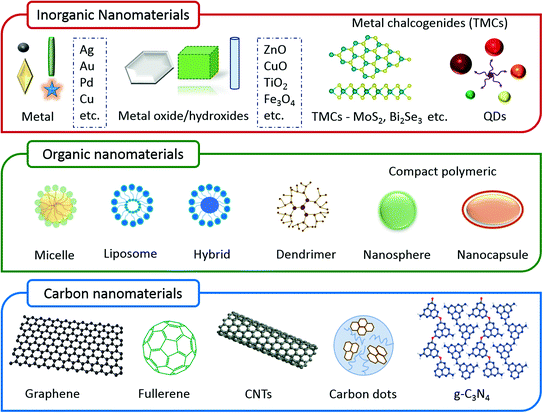 Inorganic Nanomaterials
Metal chalcogenides (TMCs)
Ag
Au
Pd
Cu
etc.
ZnO
CuO
TiO₂
Fe₃O₄
etc.
Metal
Metal oxide/hydroxides
TMCs - MoS₂, Bi₂Se₃ etc.
QDs
Organic nanomaterials
Compact polymeric
Micelle
Liposome
Hybrid
Dendrimer
Nanosphere
Nanocapsule
Carbon nanomaterials
Graphene
Fullerene
CNTs
Carbon dots
g-C₃N₄